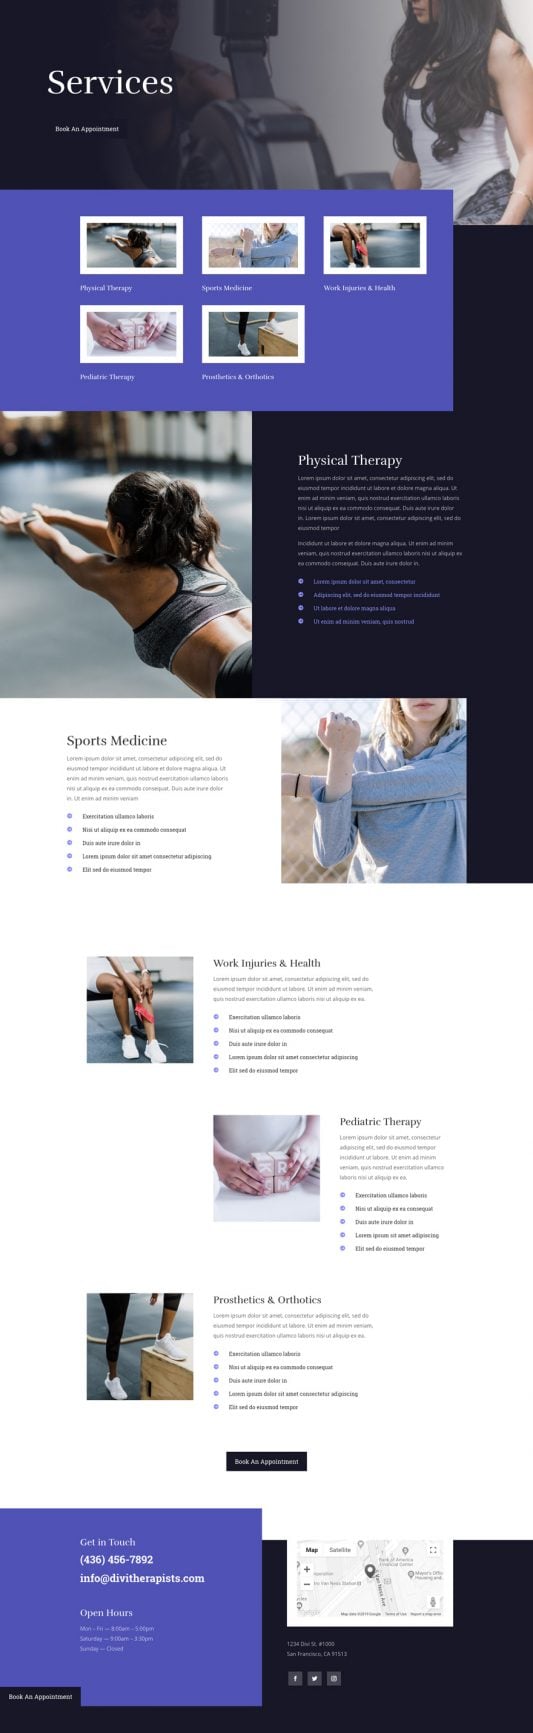 Services
Book An Appointment
Physical Therapy
Sports Medicine
Work Injuries & Health
Pediatric Therapy
Prosthetics & Orthotics
Physical Therapy
Lorem ipsum dolor sit amet, consectetur adipiscing elit, sed do
eiusmod tempor incididunt ut labore et dolore magna aliqua. Ut
enim ad minim veniam, quis nostrud exercitation ullamco laboris
nisi ut aliquip ex ea commodo consequat. Duis aute irure dolor
in. Lorem ipsum dolor sit amet, consectetur adipiscing elit, sed do
eiusmod tempor
Incididunt ut labore et dolore magna aliqua. Ut enim ad minim
veniam, quis nostrud exercitation ullamco laboris nisi ut aliquip ex
ea commodo consequat. Duis aute irure dolor in.
Lorem ipsum dolor sit amet, consectetur
Adipiscing elit, sed do eiusmod tempor incididunt
Ut labore et dolore magna aliqua
Ut enim ad minim veniam, quis nostrud
Sports Medicine
Lorem ipsum dolor sit amet, consectetur adipiscing elit, sed do
eiusmod tempor incididunt ut labore et dolore magna aliqua. Ut
enim ad minim veniam, quis nostrud exercitation ullamco laboris
nisi ut aliquip ex ea commodo consequat. Duis aute irure dolor
in. Ut enim ad minim veniam
Exercitation ullamco laboris
Nisi ut aliquip ex ea commodo consequat
Duis aute irure dolor in
Lorem ipsum dolor sit amet consectetur adipiscing
Elit sed do eiusmod tempor
Work Injuries & Health
Lorem ipsum dolor sit amet, consectetur adipiscing elit, sed do
eiusmod tempor incididunt ut labore. Ut enim ad minim veniam,
quis nostrud exercitation ullamco laboris nisi ut aliquip ex ea.
Exercitation ullamco laboris
Nisi ut aliquip ex ea commodo consequat
Duis aute irure dolor in
Lorem ipsum dolor sit amet consectetur adipiscing
Elit sed do eiusmod tempor
Pediatric Therapy
Lorem ipsum dolor sit amet, consectetur
adipiscing elit, sed do eiusmod tempor
incididunt ut labore. Ut enim ad minim
veniam, quis nostrud exercitation ullamco
laboris nisi ut aliquip ex ea.
Exercitation ullamco laboris
Nisi ut aliquip ex ea consequat
Duis aute irure dolor in
Lorem ipsum sit amet adipiscing
Elit sed do eiusmod tempor
Prosthetics & Orthotics
Lorem ipsum dolor sit amet, consectetur adipiscing elit, sed do
eiusmod tempor incididunt ut labore. Ut enim ad minim veniam,
quis nostrud exercitation ullamco laboris nisi ut aliquip ex ea.
Exercitation ullamco laboris
Nisi ut aliquip ex ea commodo consequat
Duis aute irure dolor in
Lorem ipsum dolor sit amet consectetur adipiscing
Elit sed do eiusmod tempor
Book An Appointment
Get in Touch
(436) 456-7892
info@divitherapists.com
Open Hours
Mon – Fri — 8:00am – 5:00pm
Saturday — 9:00am – 3:30pm
Sunday — Closed
Book An Appointment
Map Satellite
Bank of America
Financial Center
Van Ness Station
Van Ness Ave
Map data ©2019 Google Terms of Use Report a map error
1234 Divi St. #1000
San Francisco, CA 91513